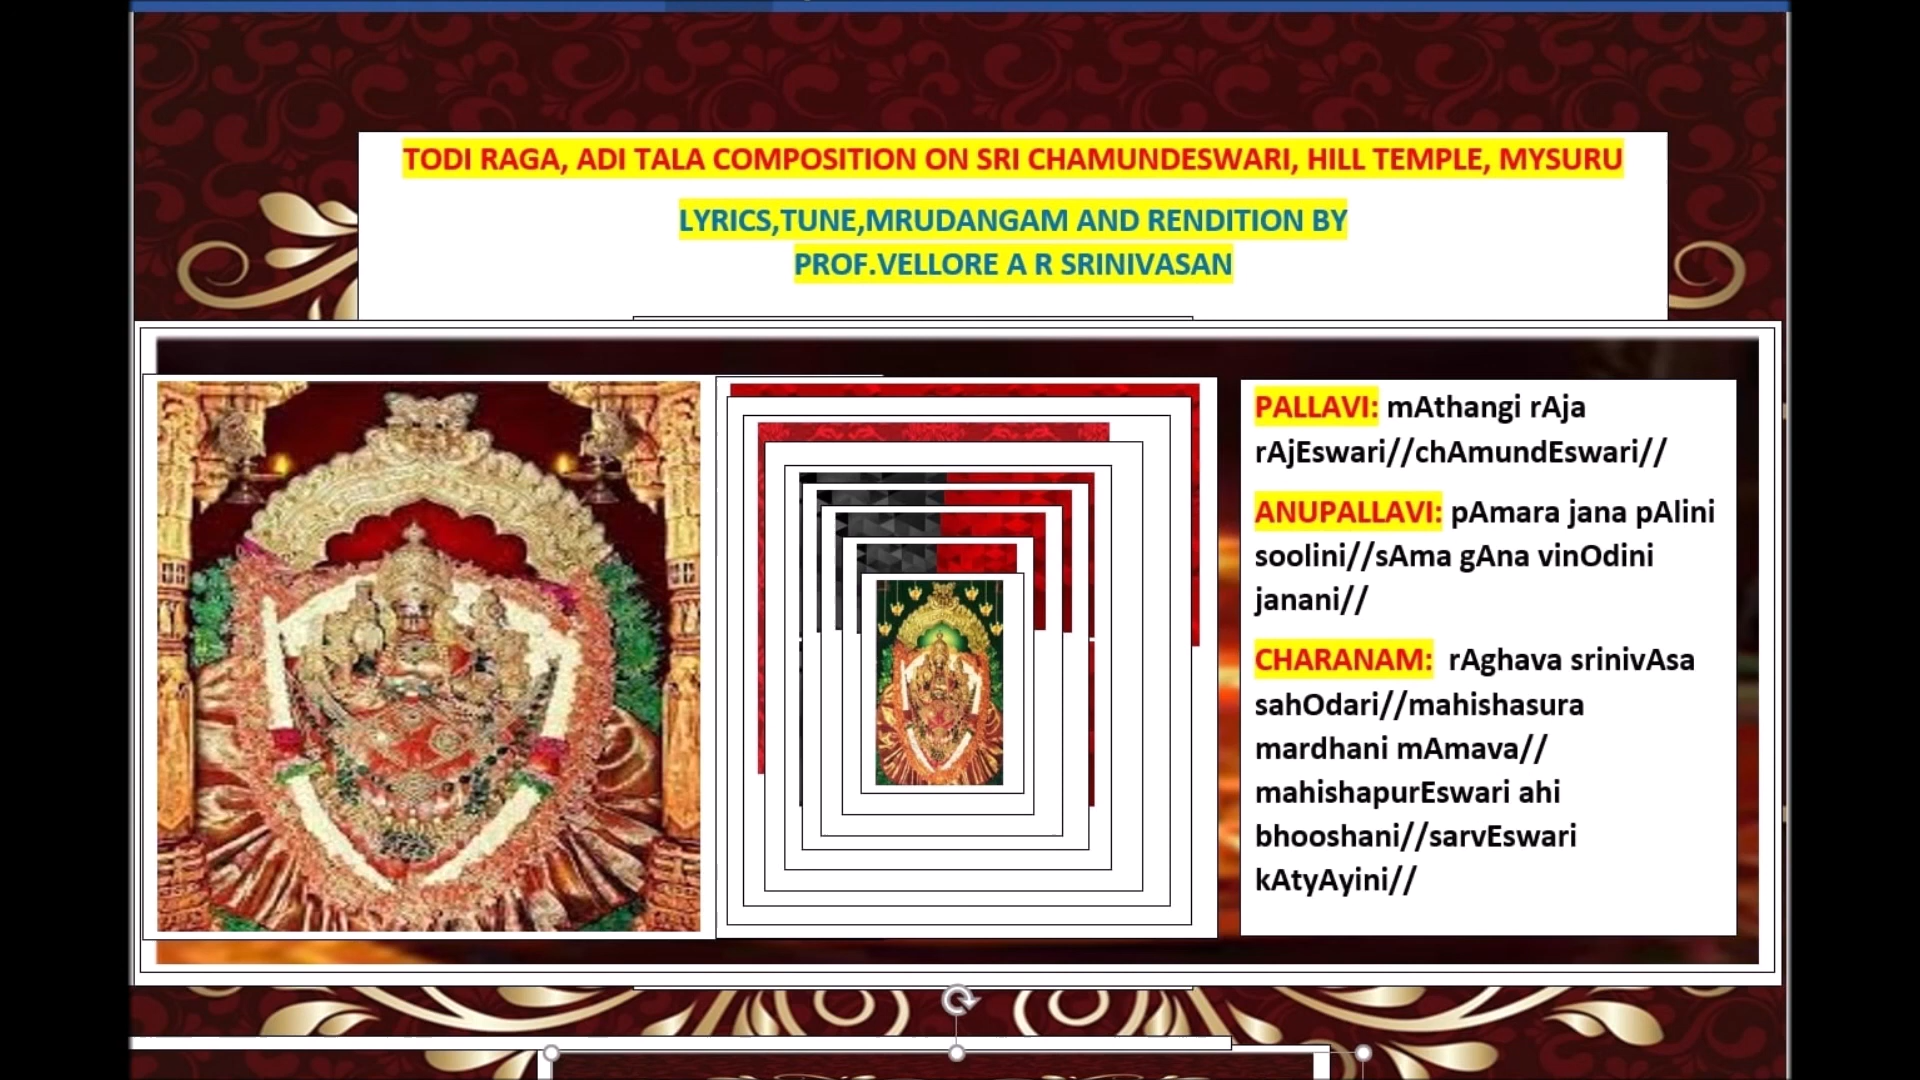 TODI RAGA, ADI TALA COMPOSITION ON SRI CHAMUNDESWARI, HILL TEMPLE, MYSURU
LYRICS,TUNE,MRUDANGAM AND RENDITION BY
PROF.VELLORE A R SRINIVASAN
PALLAVI: mAthangi rAja
rAjEswari//chAmundEswari//
ANUPALLAVI: pAmara jana pAlini
soolini//sAma gAna vinOdini
janani//
CHARANAM: rAghava srinivAsa
sahOdari//mahishasura
mardhani mAmava//
mahishapurEswari ahi
bhooshani//sarvEswari
kAtyAyini//